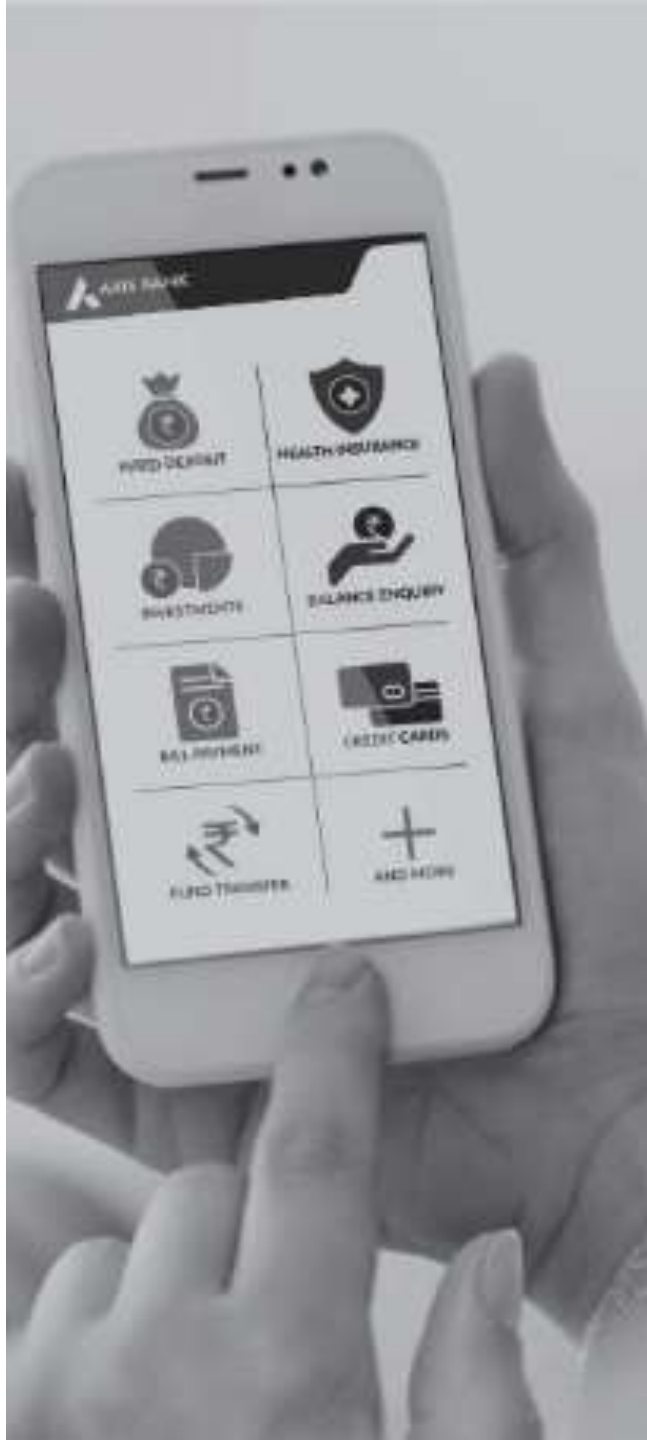 AXIS BANK
FIXED DEPOSIT
HEALTH INSURANCE
INVESTMENTS
BALANCE ENQUIRY
BILL PAYMENT
CREDIT CARDS
FUND TRANSFER
AND MORE